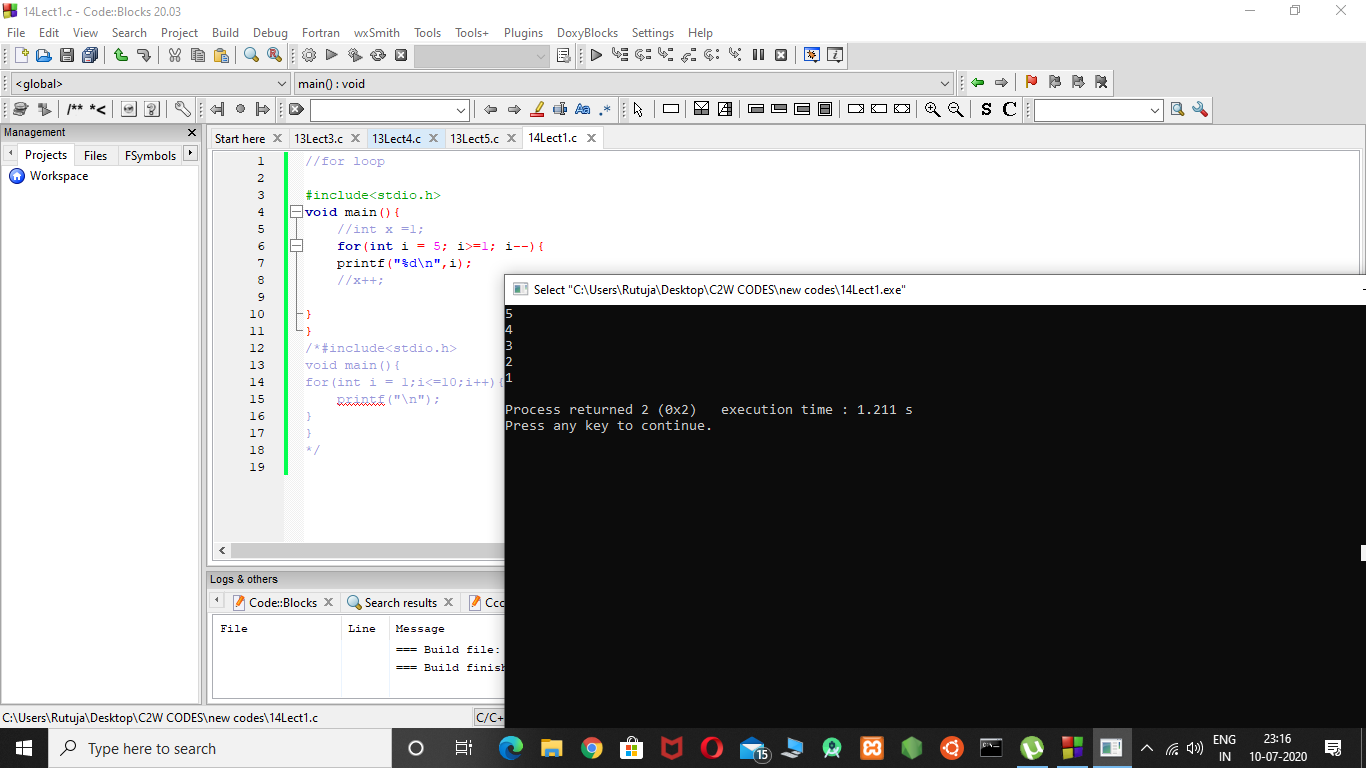 14Lect1.c - Code::Blocks 20.03
File Edit View Search Project Build Debug Fortran wxSmith Tools Tools+ Plugins DoxyBlocks Settings Help
<global> main() : void
/** *< Aa .* S C
Management
Projects Files FSymbols
Workspace
Start here 13Lect3.c 13Lect4.c 13Lect5.c 14Lect1.c
1 //for loop
2
3 #include<stdio.h>
4 void main(){
5 //int x =1;
6 for(int i = 5; i>=1; i--){
7 printf("%d\n",i);
8 //x++;
9
10 }
11 }
12 /*#include<stdio.h>
13 void main(){
14 for(int i = 1;i<=10;i++){
15 printf("\n");
16 }
17 }
18 */
19
Select "C:\Users\Rutuja\Desktop\C2W CODES\new codes\14Lect1.exe"
5
4
3
2
1
Process returned 2 (0x2) execution time : 1.211 s
Press any key to continue.
Logs & others
Code::Blocks Search results Ccc
File Line Message
=== Build file:
=== Build finish
C:\Users\Rutuja\Desktop\C2W CODES\new codes\14Lect1.c C/C+
Type here to search
15
ENG
IN
23:16
10-07-2020